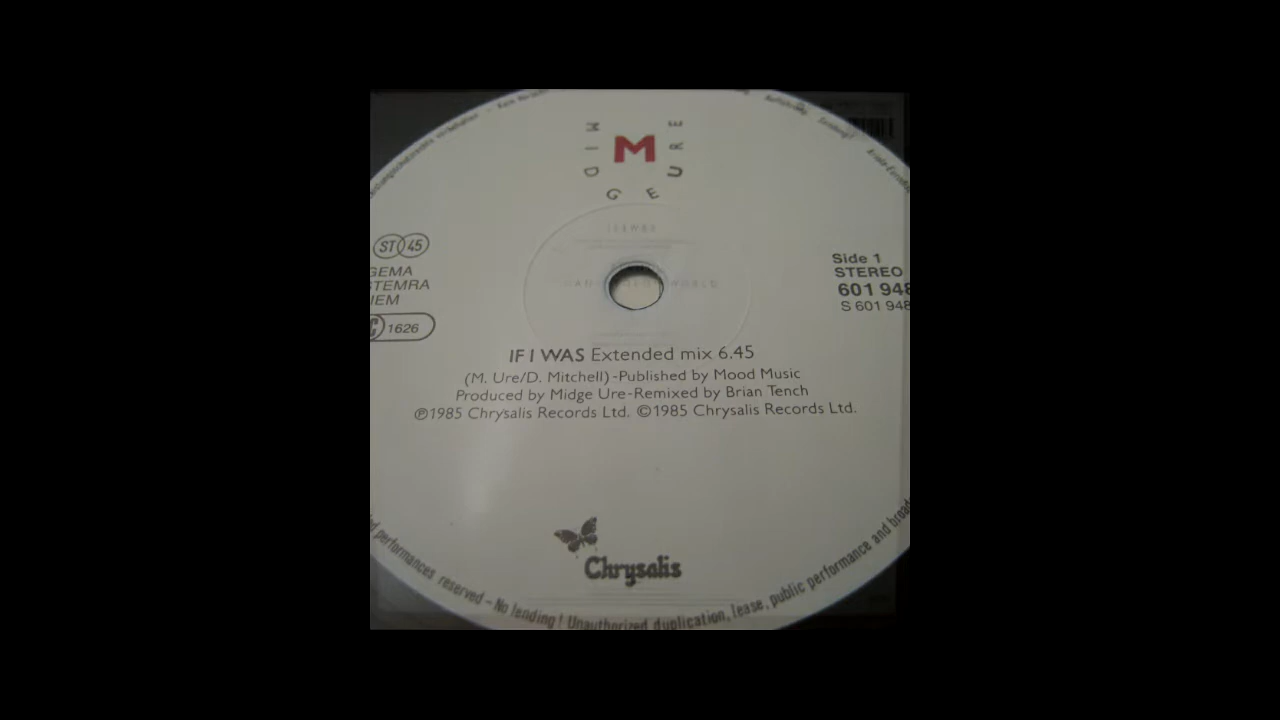 MIDGE URE
M
ST 45
GEMA
STEMRA
IEM
C 1626
Side 1
STEREO
601 948
S 601 948
IF I WAS Extended mix 6.45
(M. Ure/D. Mitchell)-Published by Mood Music
Produced by Midge Ure-Remixed by Brian Tench
℗1985 Chrysalis Records Ltd. ©1985 Chrysalis Records Ltd.
Chrysalis
performances reserved – No lending! Unauthorized duplication, lease, public performance and broad